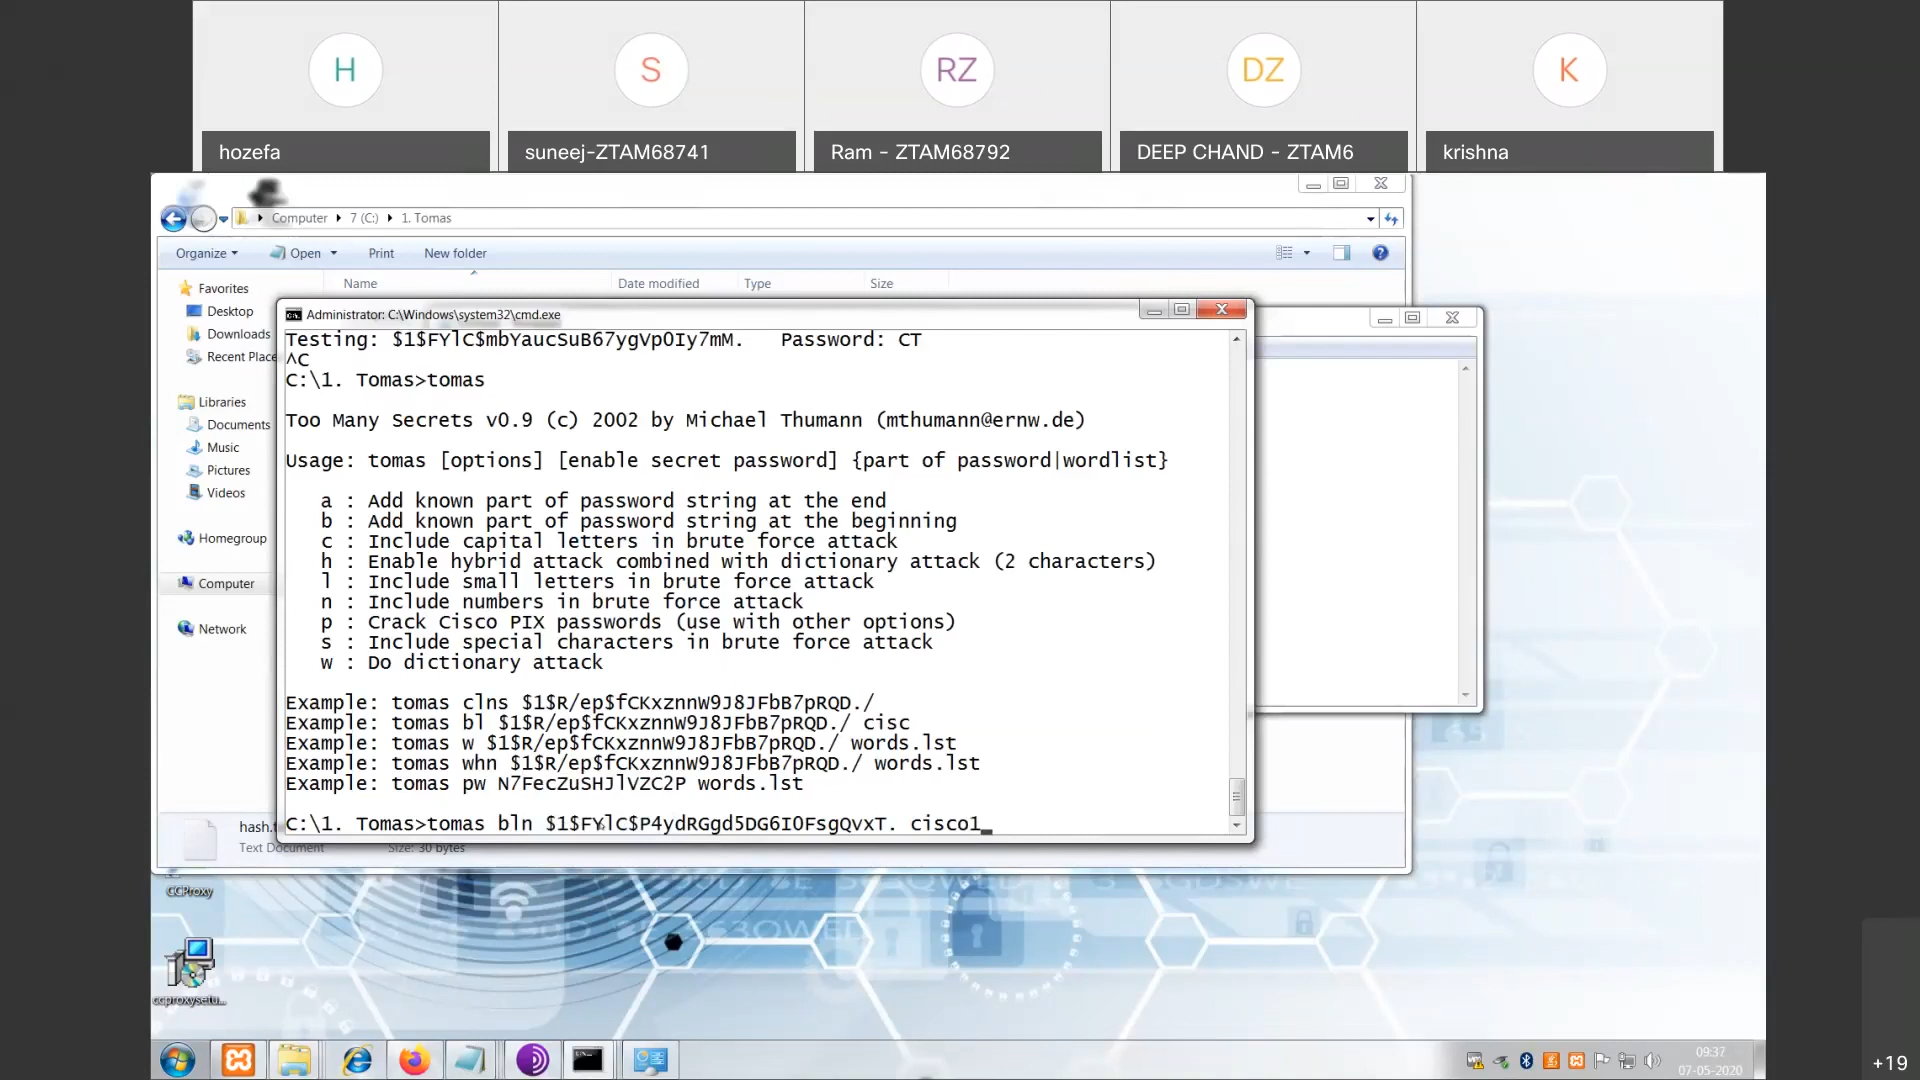 H
S
RZ
DZ
K
hozefa
suneej-ZTAM68741
Ram - ZTAM68792
DEEP CHAND - ZTAM6
krishna
Computer
7 (C:)
1. Tomas
Organize
Open
Print
New folder
Name
Date modified
Type
Size
Favorites
Desktop
Downloads
Recent Place
Libraries
Documents
Music
Pictures
Videos
Homegroup
Computer
Network
Administrator: C:\Windows\system32\cmd.exe
Testing: $1$FYlC$mbYaucSuB67ygVpOIy7mM.   Password: CT
^C
C:\1. Tomas>tomas
Too Many Secrets v0.9 (c) 2002 by Michael Thumann (mthumann@ernw.de)
Usage: tomas [options] [enable secret password] {part of password|wordlist}
a : Add known part of password string at the end
b : Add known part of password string at the beginning
c : Include capital letters in brute force attack
h : Enable hybrid attack combined with dictionary attack (2 characters)
l : Include small letters in brute force attack
n : Include numbers in brute force attack
p : Crack Cisco PIX passwords (use with other options)
s : Include special characters in brute force attack
w : Do dictionary attack
Example: tomas clns $1$R/ep$fCKxznnW9J8JFbB7pRQD./
Example: tomas bl $1$R/ep$fCKxznnW9J8JFbB7pRQD./ cisc
Example: tomas w $1$R/ep$fCKxznnW9J8JFbB7pRQD./ words.lst
Example: tomas whn $1$R/ep$fCKxznnW9J8JFbB7pRQD./ words.lst
Example: tomas pw N7FecZuSHJlVZC2P words.lst
C:\1. Tomas>tomas bln $1$FYlC$P4ydRGgd5DG6I0FsgQvxT. cisco1_
hash.t
Text Document
Size: 30 bytes
CCProxy
ccproxysetu...
09:37
07-05-2020
+19